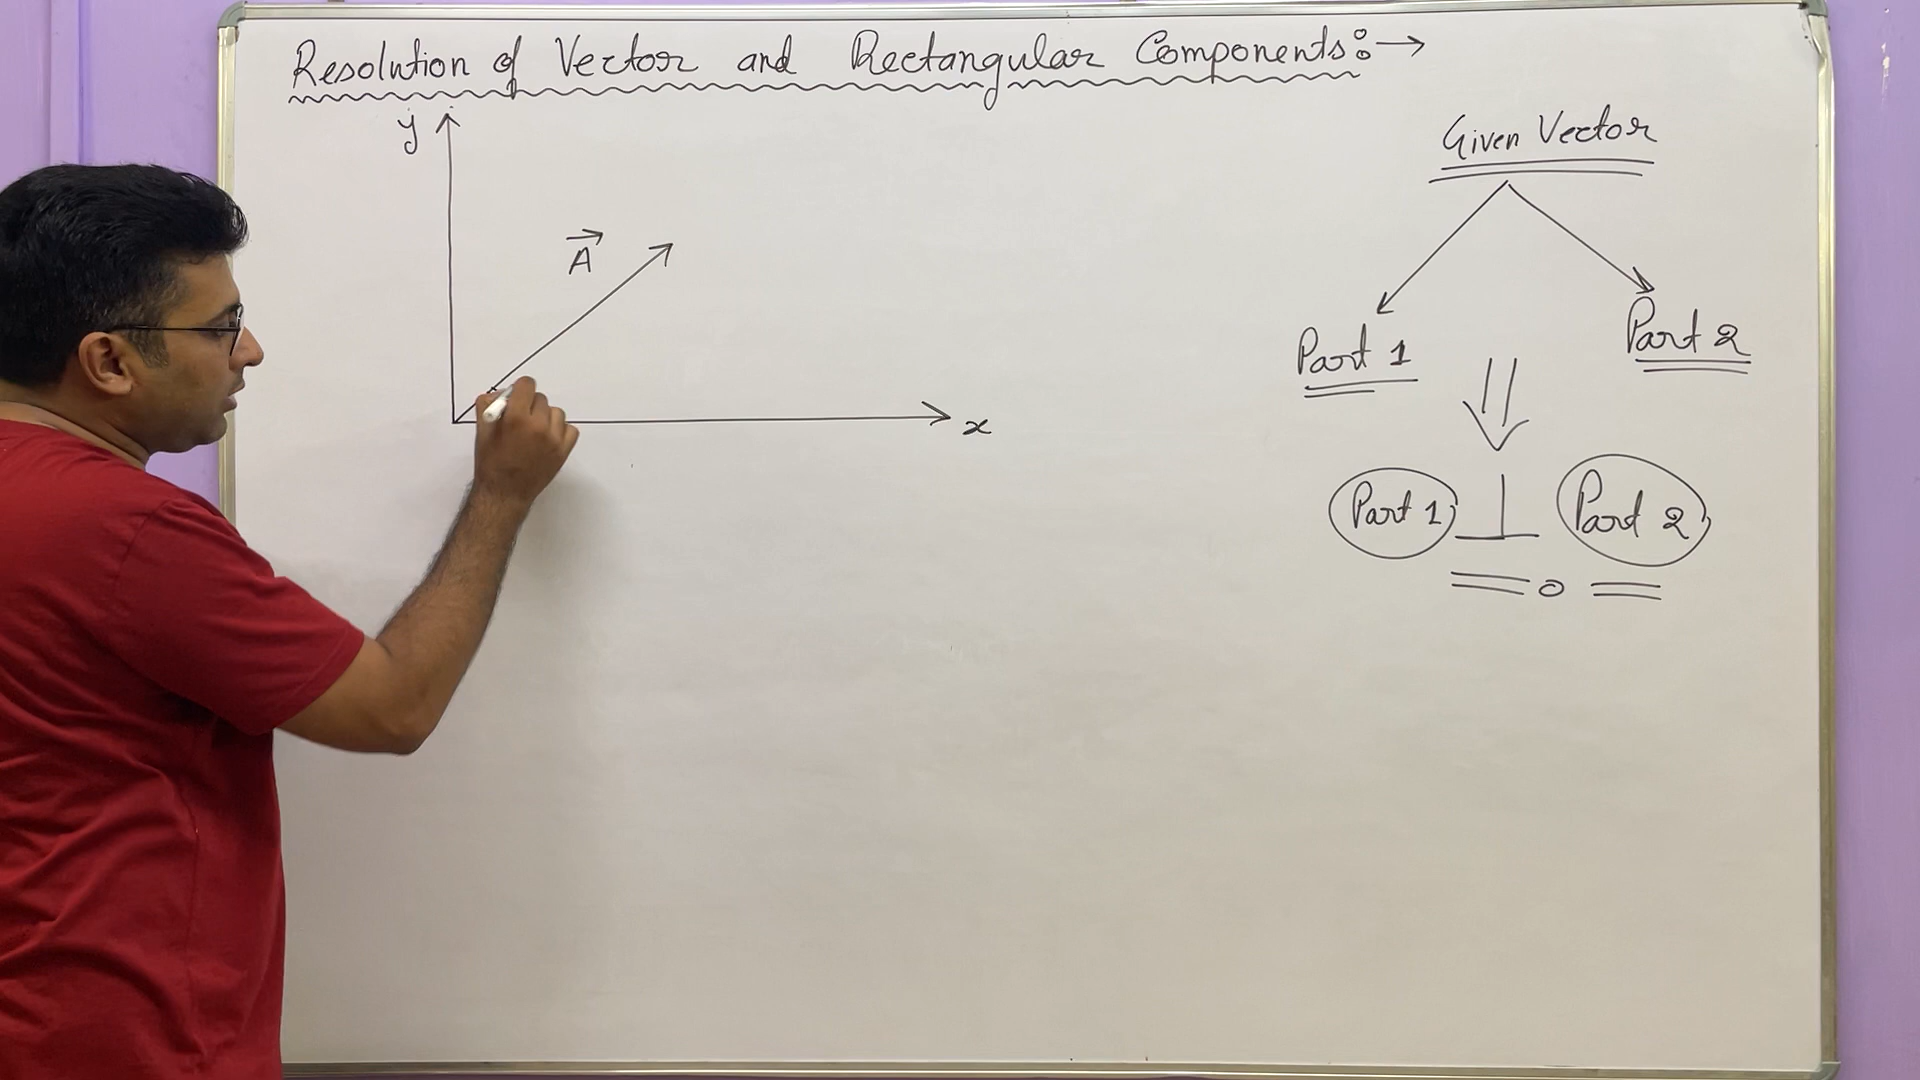 Resolution of Vector and Rectangular Components:→
y
A
x
Given Vector
Part 1
Part 2
Part 1 ⊥ Part 2